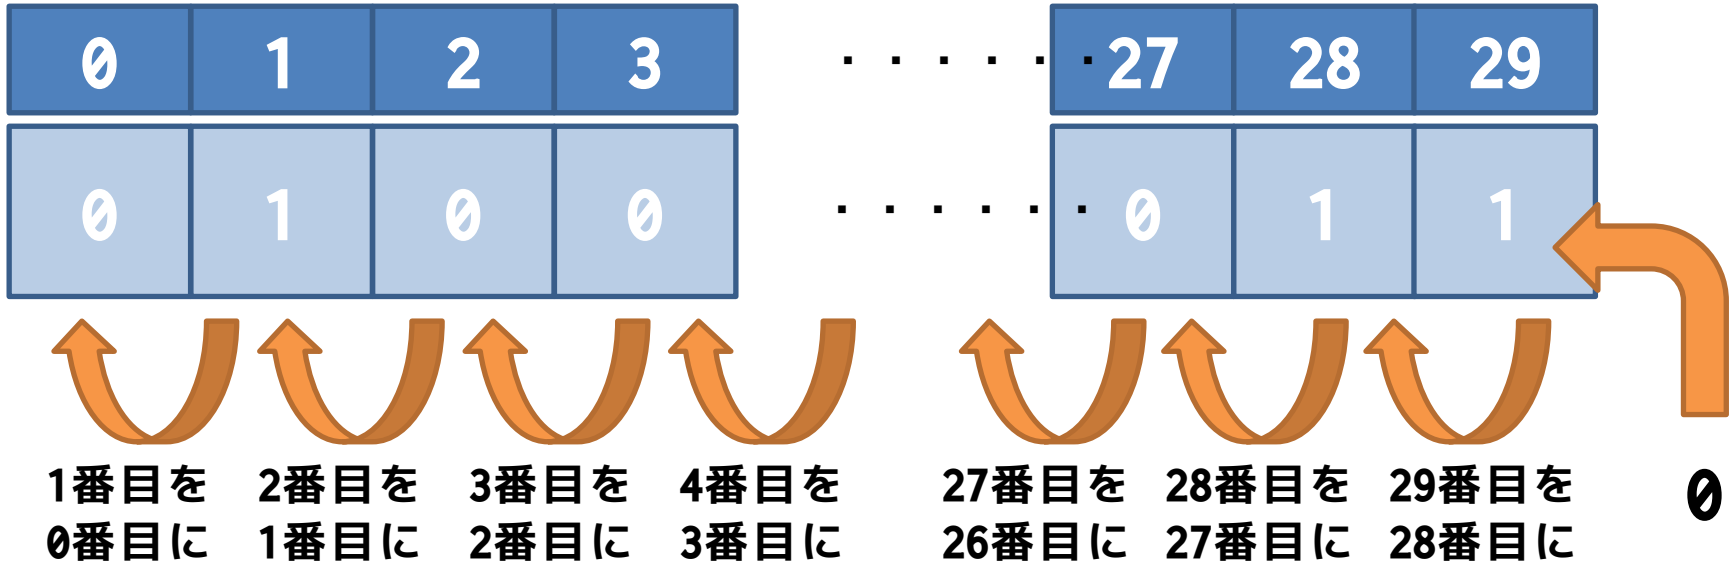 0 1 2 3 ・・・・・・ 27 28 29
0 1 0 0 ・・・・・・ 0 1 1
1番目を 2番目を 3番目を 4番目を 27番目を 28番目を 29番目を 0
0番目に 1番目に 2番目に 3番目に 26番目に 27番目に 28番目に